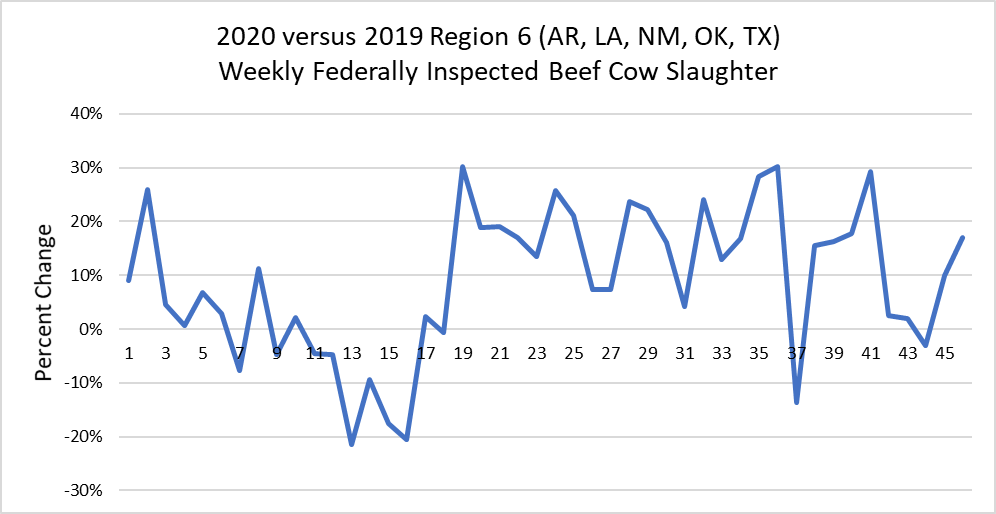 2020 versus 2019 Region 6 (AR, LA, NM, OK, TX)
Weekly Federally Inspected Beef Cow Slaughter
40%
30%
20%
10%
0%
-10%
-20%
-30%
Percent Change
1 3 5 7 9 11 13 15 17 19 21 23 25 27 29 31 33 35 37 39 41 43 45